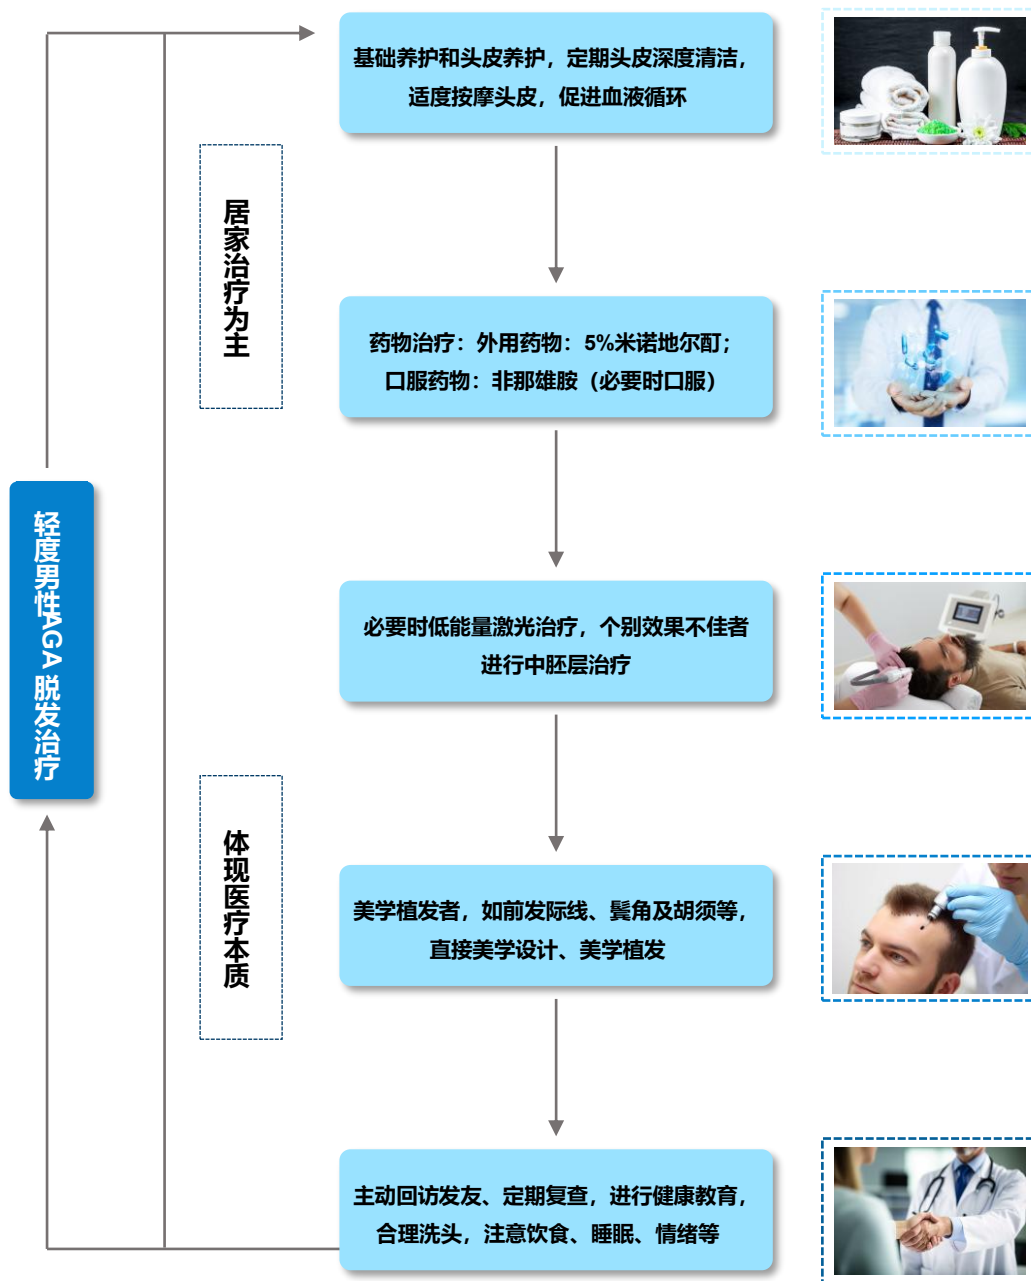 基础养护和头皮养护，定期头皮深度清洁，
适度按摩头皮，促进血液循环
居家治疗为主
药物治疗：外用药物：5%米诺地尔酊；
口服药物：非那雄胺（必要时口服）
轻度男性AGA 脱发治疗
必要时低能量激光治疗，个别效果不佳者
进行中胚层治疗
体现医疗本质
美学植发者，如前发际线、鬓角及胡须等，
直接美学设计、美学植发
主动回访发友、定期复查，进行健康教育，
合理洗头，注意饮食、睡眠、情绪等